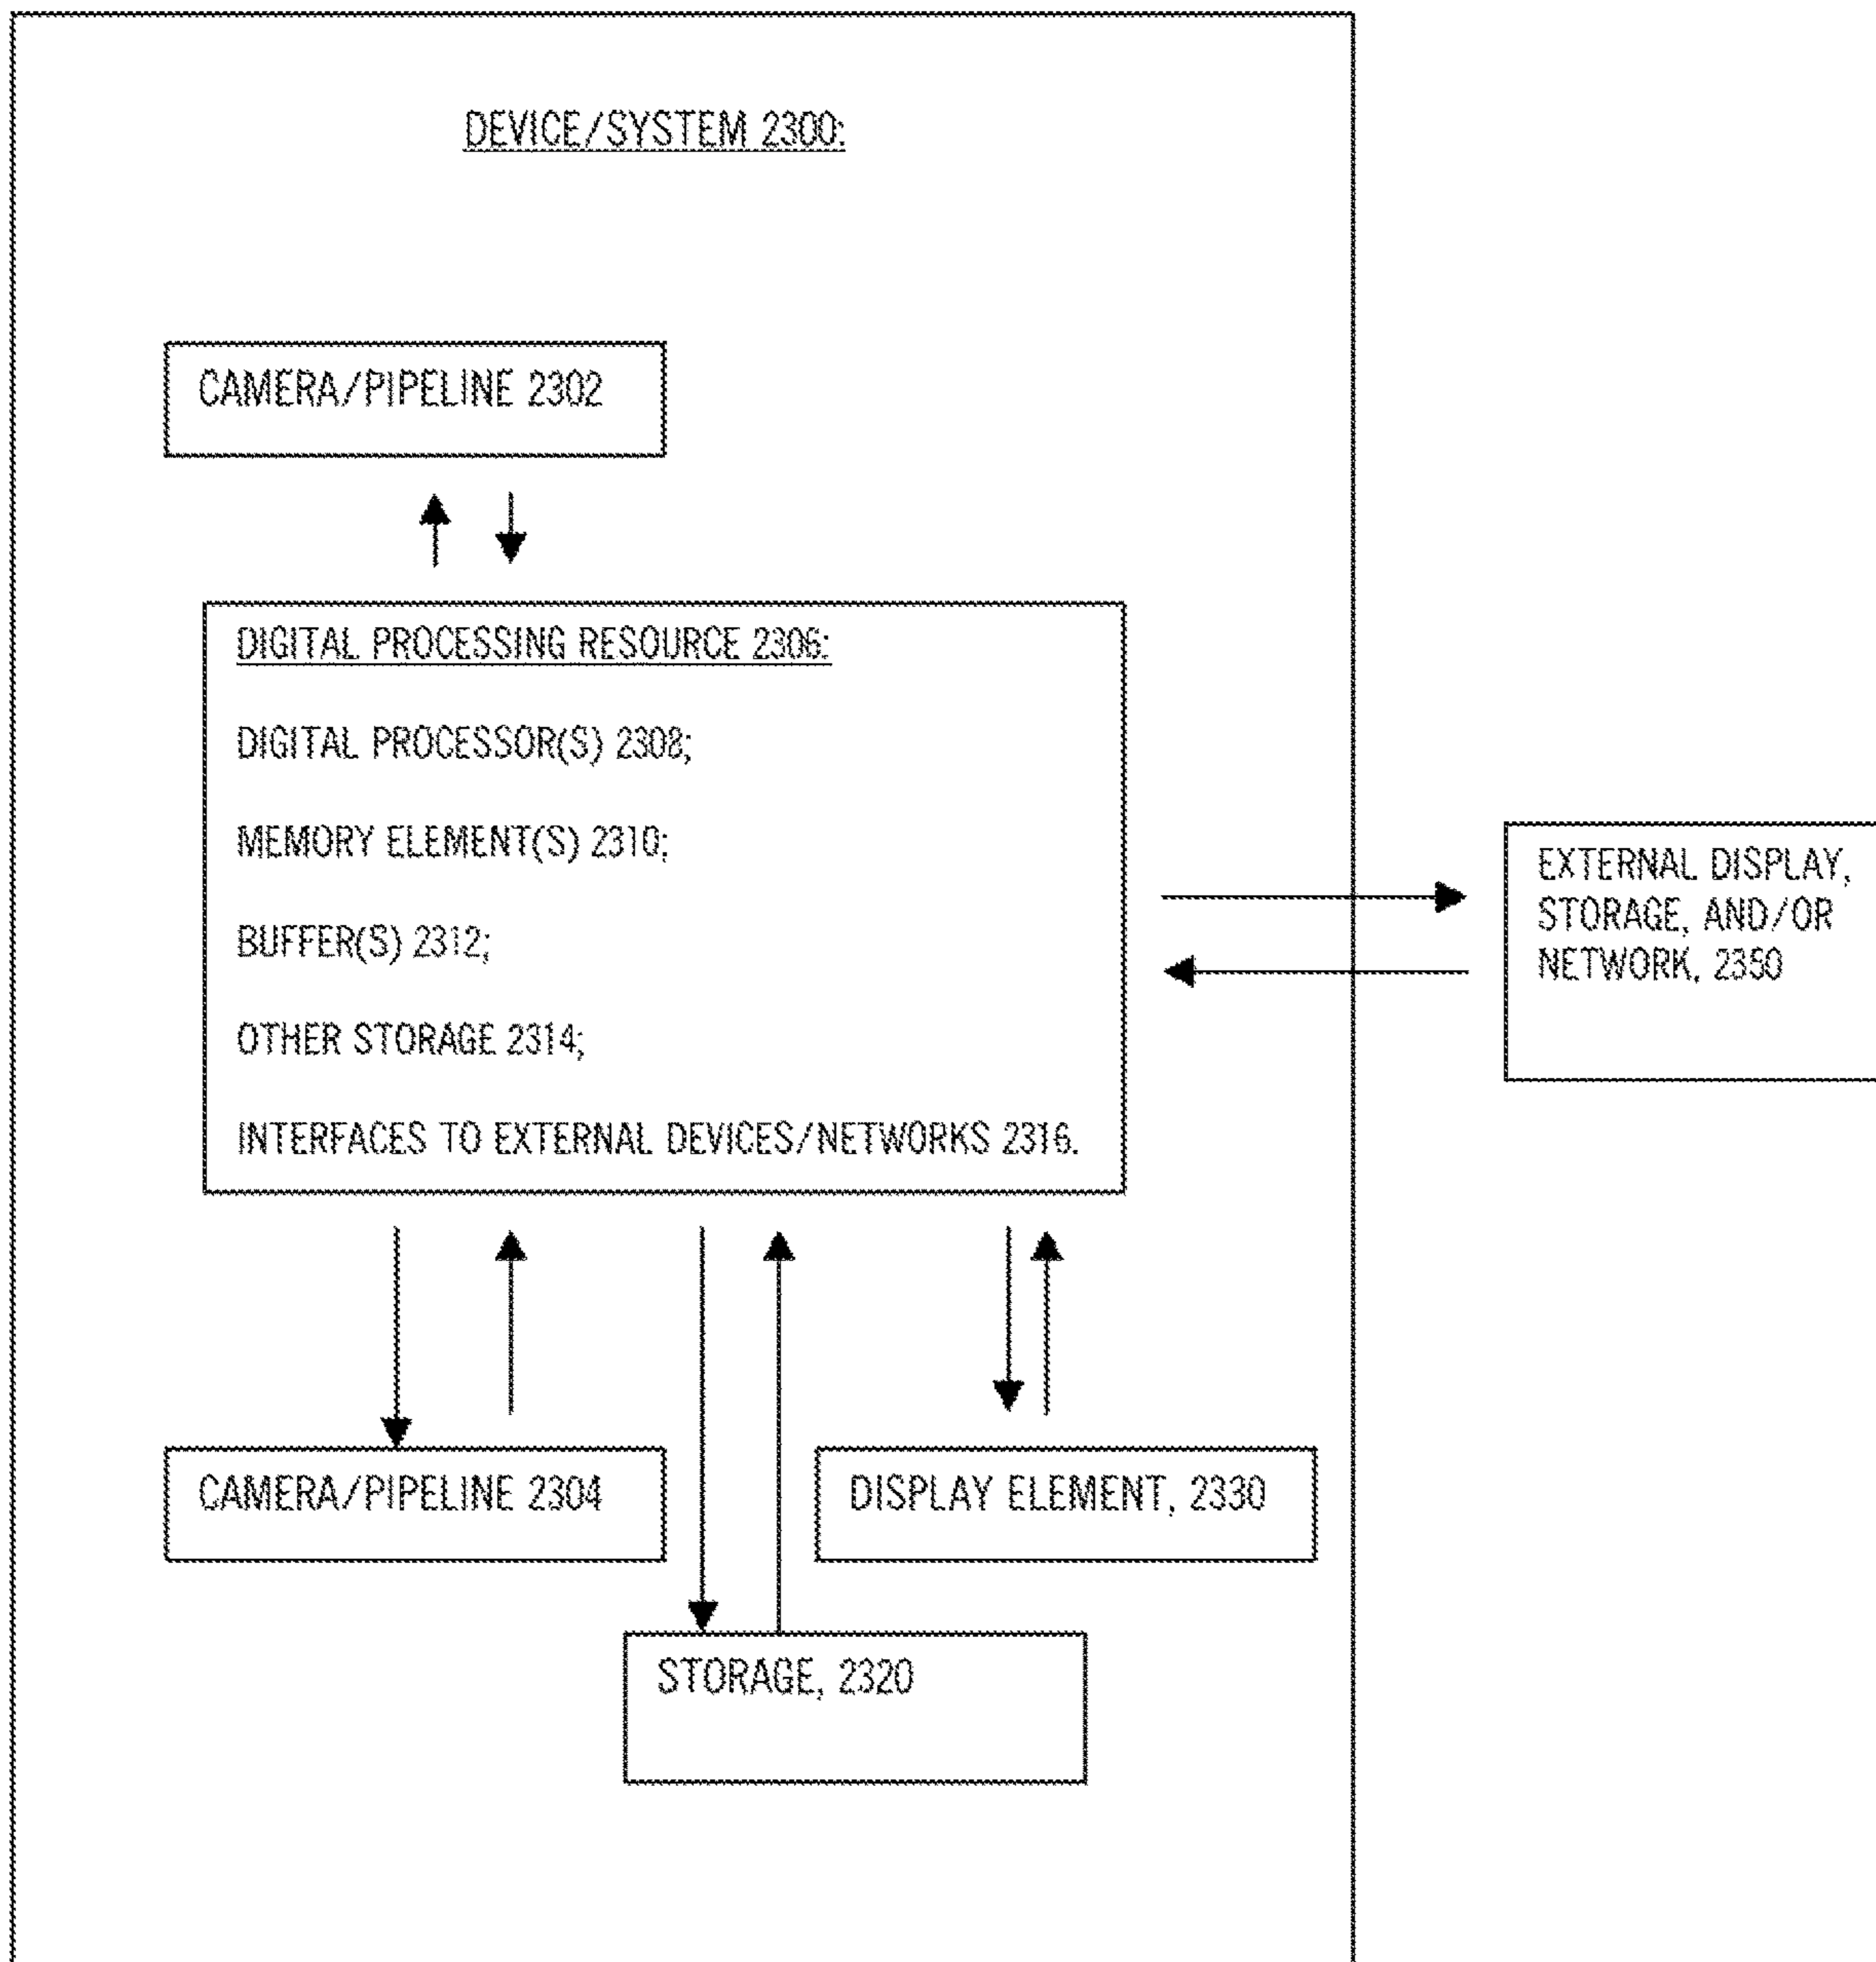 DEVICE/SYSTEM 2300:
CAMERA/PIPELINE 2302
DIGITAL PROCESSING RESOURCE 2306:
DIGITAL PROCESSOR(S) 2308;
MEMORY ELEMENT(S) 2310;
BUFFER(S) 2312;
OTHER STORAGE 2314;
INTERFACES TO EXTERNAL DEVICES/NETWORKS 2316.
EXTERNAL DISPLAY,
STORAGE, AND/OR
NETWORK, 2350
CAMERA/PIPELINE 2304
DISPLAY ELEMENT, 2330
STORAGE, 2320